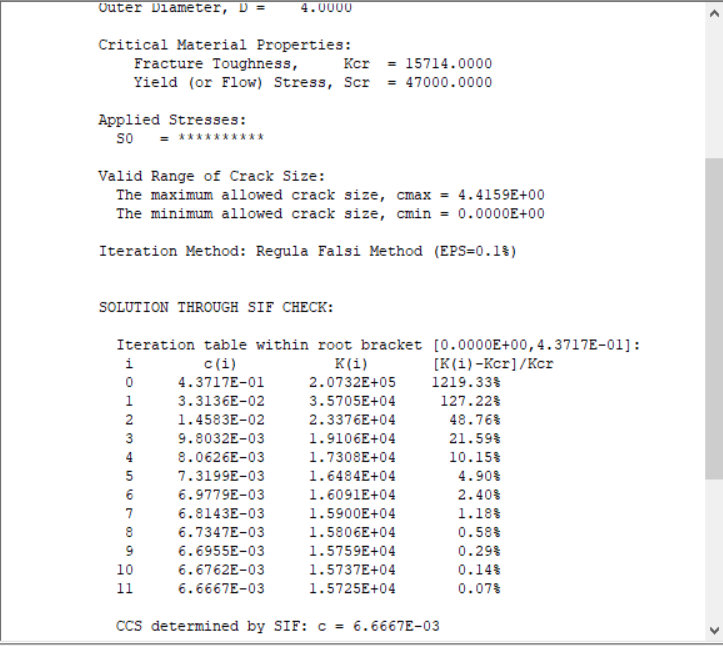 Outer Diameter, D =    4.0000
Critical Material Properties:
Fracture Toughness,     Kcr  = 15714.0000
Yield (or Flow) Stress, Scr  = 47000.0000
Applied Stresses:
S0   = **********
Valid Range of Crack Size:
The maximum allowed crack size, cmax = 4.4159E+00
The minimum allowed crack size, cmin = 0.0000E+00
Iteration Method: Regula Falsi Method (EPS=0.1%)
SOLUTION THROUGH SIF CHECK:
Iteration table within root bracket [0.0000E+00,4.3717E-01]:
i        c(i)           K(i)       [K(i)-Kcr]/Kcr
0     4.3717E-01     2.0732E+05     1219.33%
1     3.3136E-02     3.5705E+04      127.22%
2     1.4583E-02     2.3376E+04       48.76%
3     9.8032E-03     1.9106E+04       21.59%
4     8.0626E-03     1.7308E+04       10.15%
5     7.3199E-03     1.6484E+04        4.90%
6     6.9779E-03     1.6091E+04        2.40%
7     6.8143E-03     1.5900E+04        1.18%
8     6.7347E-03     1.5806E+04        0.58%
9     6.6955E-03     1.5759E+04        0.29%
10     6.6762E-03     1.5737E+04        0.14%
11     6.6667E-03     1.5725E+04        0.07%
CCS determined by SIF: c = 6.6667E-03